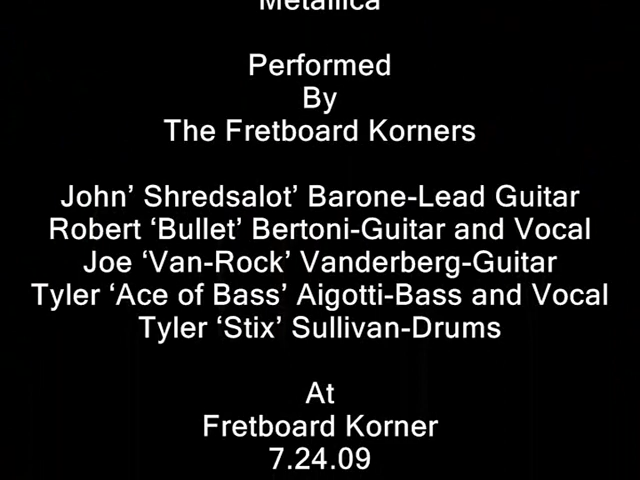 Metallica
Performed
By
The Fretboard Korners
John’ Shredsalot’ Barone-Lead Guitar
Robert ‘Bullet’ Bertoni-Guitar and Vocal
Joe ‘Van-Rock’ Vanderberg-Guitar
Tyler ‘Ace of Bass’ Aigotti-Bass and Vocal
Tyler ‘Stix’ Sullivan-Drums
At
Fretboard Korner
7.24.09